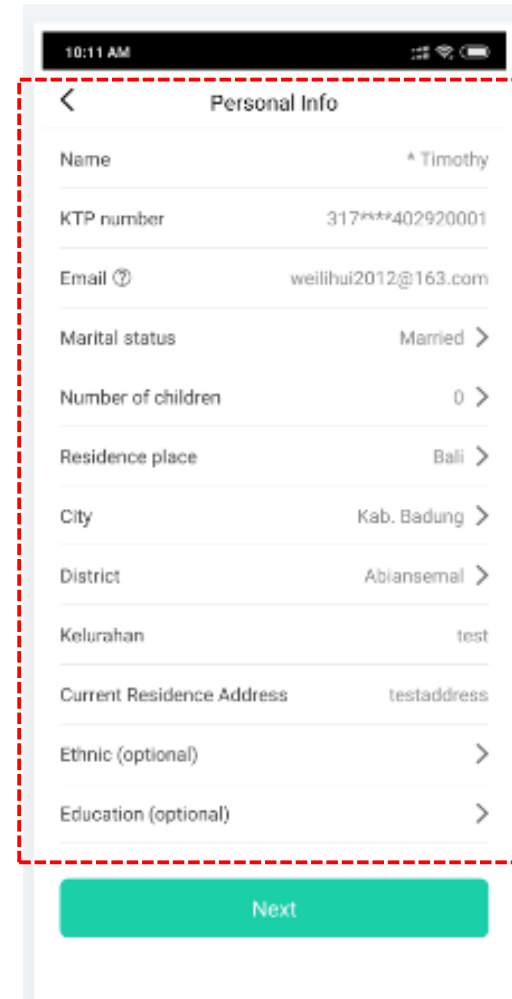 10:11 AM
Personal Info
Name * Timothy
KTP number 317****402920001
Email ? weilihui2012@163.com
Marital status Married
Number of children 0
Residence place Bali
City Kab. Badung
District Abiansemal
Kelurahan test
Current Residence Address testaddress
Ethnic (optional)
Education (optional)
Next